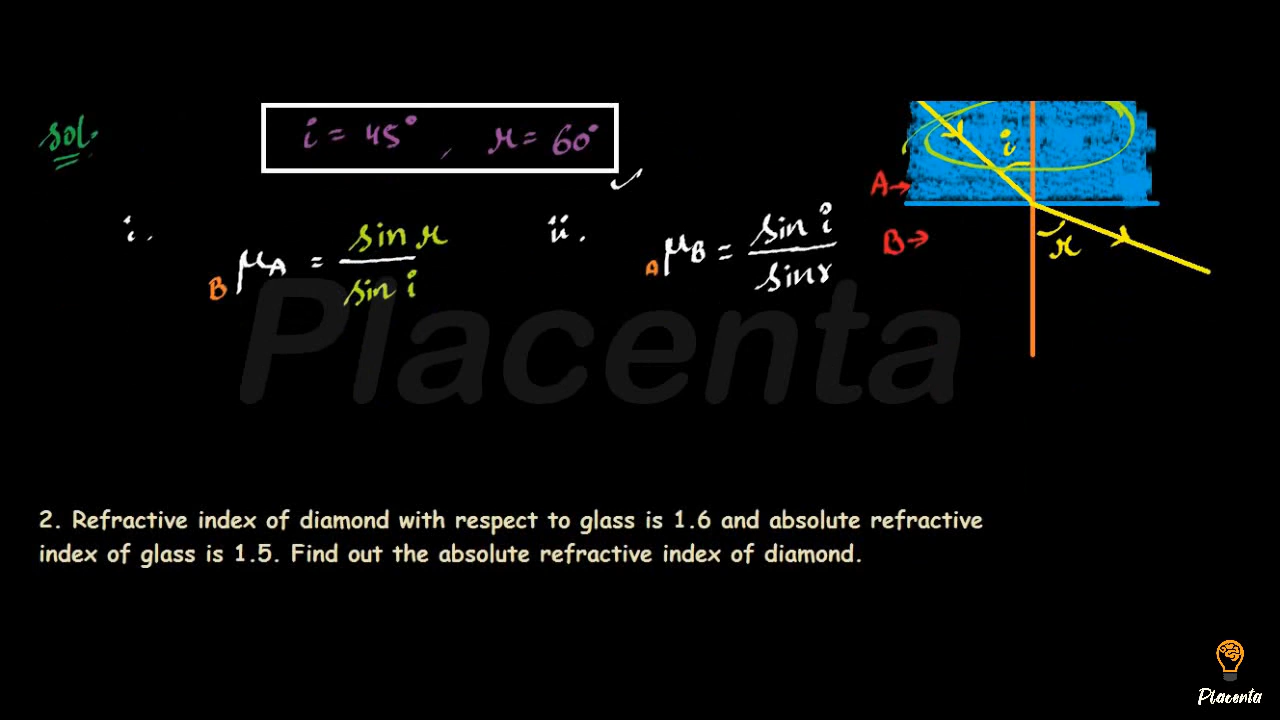 sol.
i = 45° , r = 60°
i.
BμA = sin r / sin i
ii.
AμB = sin i / sin r
i
A→
B→
r
Placenta
2. Refractive index of diamond with respect to glass is 1.6 and absolute refractive
index of glass is 1.5. Find out the absolute refractive index of diamond.
Placenta